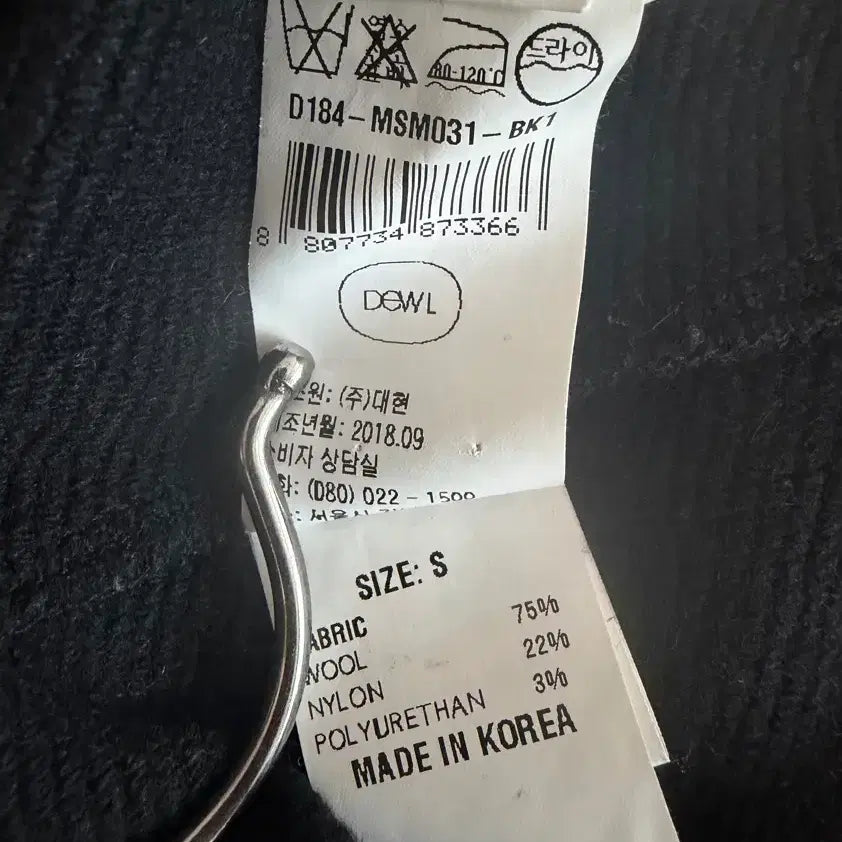 80-120℃
드라이
D184-MSM031-BK1
8 807734 873366
DEWL
원: (주)대현
조년월: 2018.09
비자 상담실
화: (080) 022-1500
SIZE: S
ABRIC
WOOL 75%
NYLON 22%
POLYURETHAN 3%
MADE IN KOREA